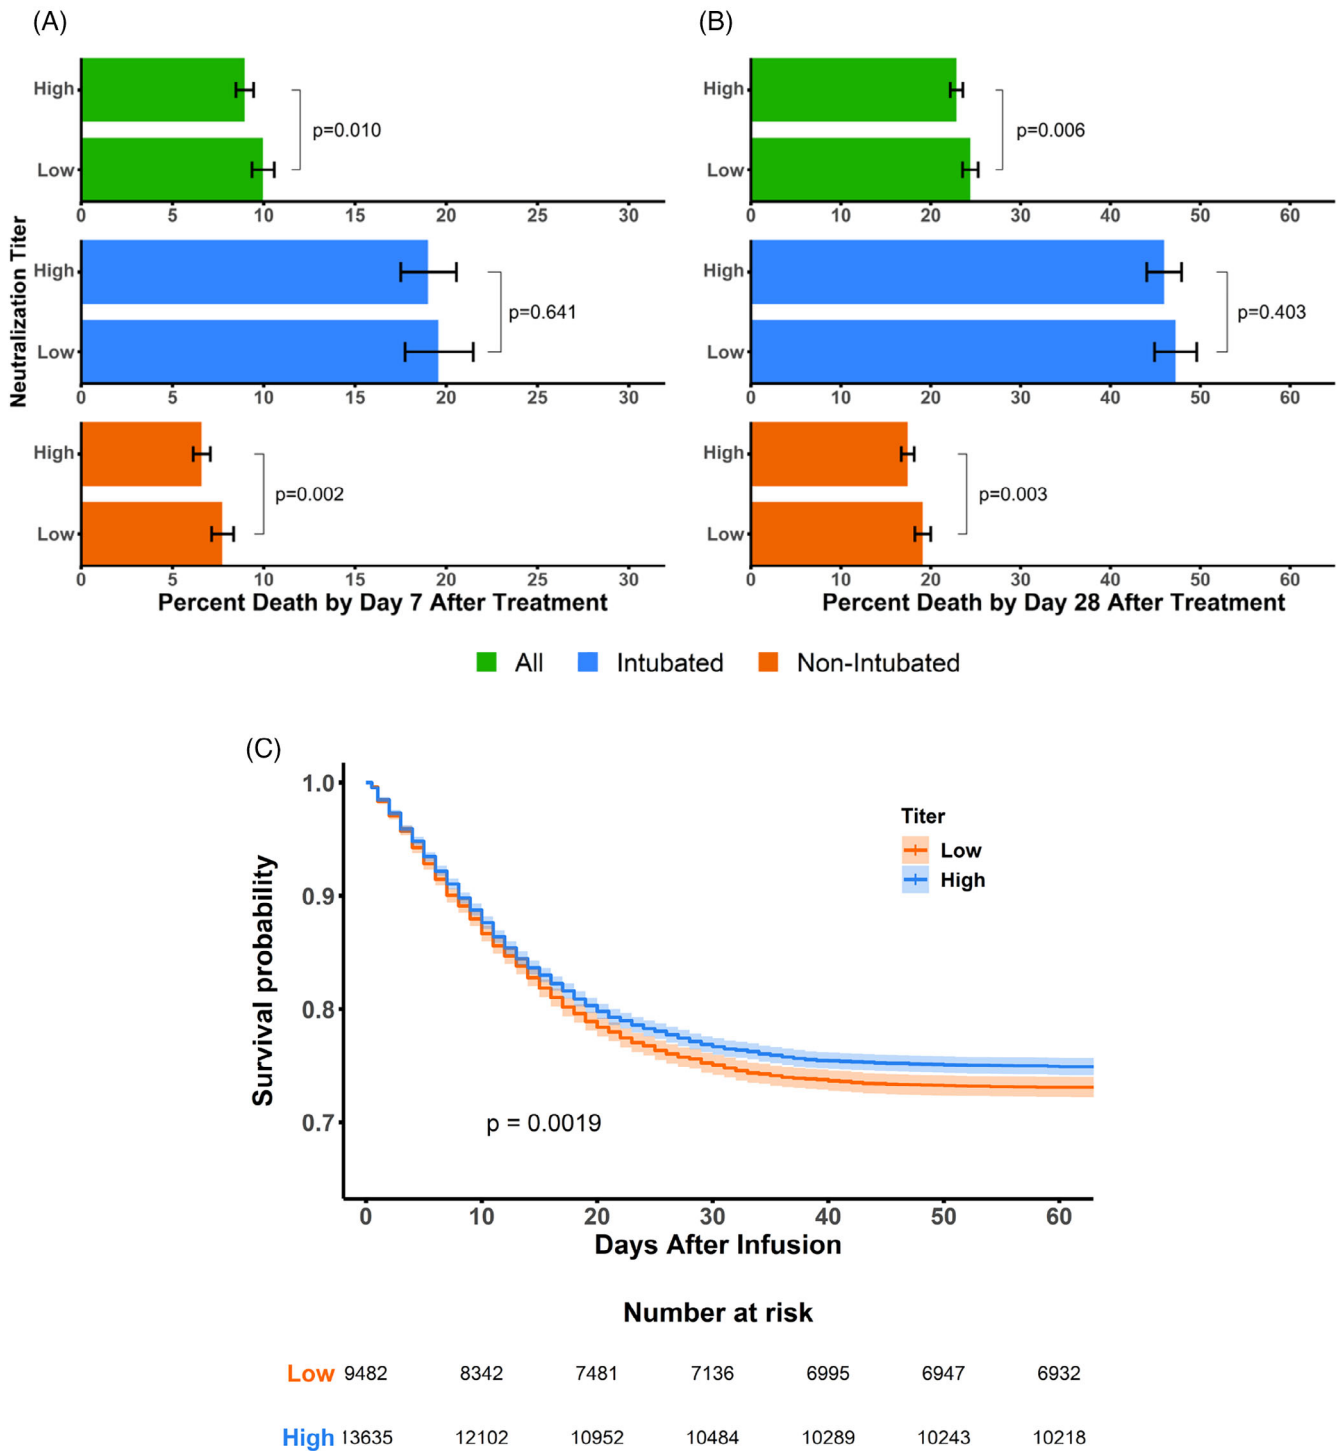 (A)
(B)
Neutralization Titer
High
Low
p=0.010
0 5 10 15 20 25 30
High
Low
p=0.006
0 10 20 30 40 50 60
High
Low
p=0.641
0 5 10 15 20 25 30
High
Low
p=0.403
0 10 20 30 40 50 60
High
Low
p=0.002
0 5 10 15 20 25 30
Percent Death by Day 7 After Treatment
High
Low
p=0.003
0 10 20 30 40 50 60
Percent Death by Day 28 After Treatment
All Intubated Non-Intubated
(C)
Survival probability
1.0
0.9
0.8
0.7
Titer
Low
High
p = 0.0019
0 10 20 30 40 50 60
Days After Infusion
Number at risk
Low 9482 8342 7481 7136 6995 6947 6932
High 13635 12102 10952 10484 10289 10243 10218